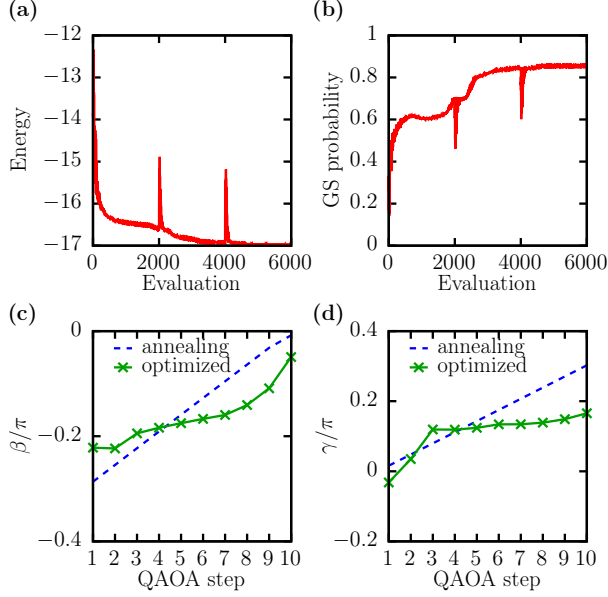 (a)
−12
−13
−14
−15
−16
−17
Energy
0
2000
4000
6000
Evaluation
(b)
1
0.8
0.6
0.4
0.2
0
GS probability
0
2000
4000
6000
Evaluation
(c)
0
−0.2
−0.4
β/π
annealing
optimized
1 2 3 4 5 6 7 8 9 10
QAOA step
(d)
0.4
0.2
0
−0.2
γ/π
annealing
optimized
1 2 3 4 5 6 7 8 9 10
QAOA step